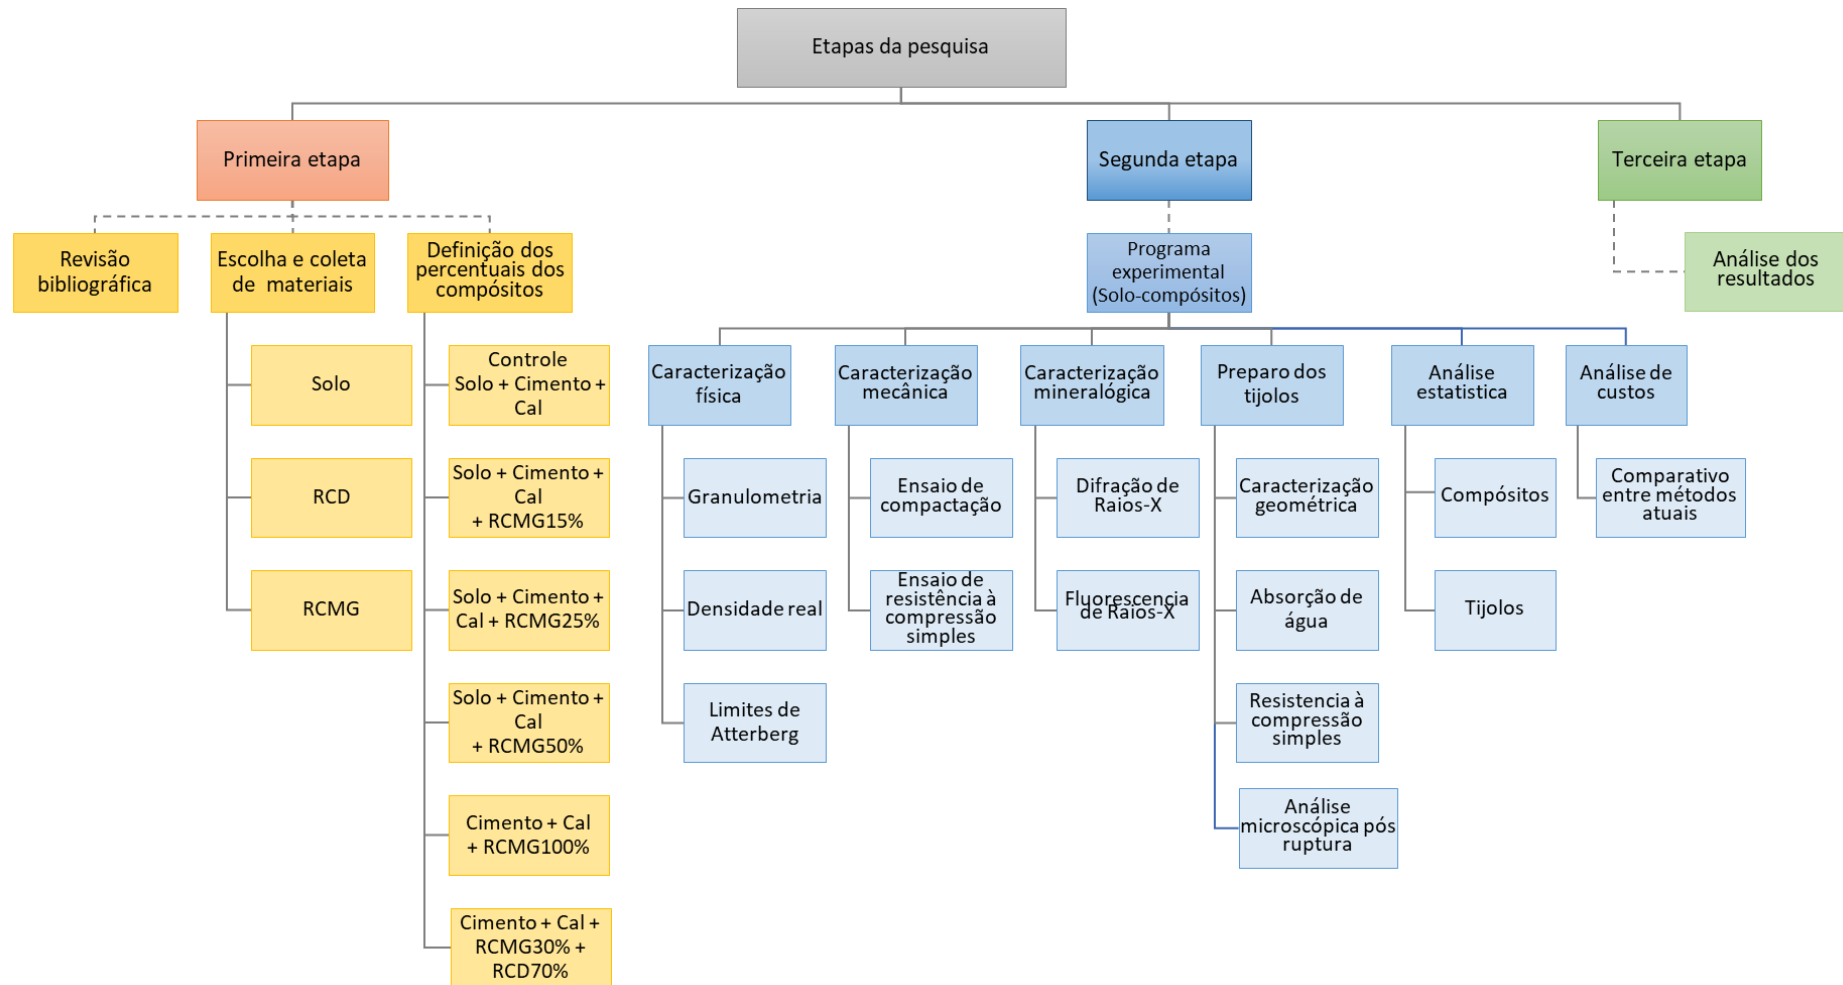 Etapas da pesquisa
Primeira etapa
Segunda etapa
Terceira etapa
Revisão
bibliográfica
Escolha e coleta
de materiais
Definição dos
percentuais dos
compósitos
Programa
experimental
(Solo-compósitos)
Análise dos
resultados
Solo
RCD
RCMG
Controle
Solo + Cimento +
Cal
Solo + Cimento +
Cal
+ RCMG15%
Solo + Cimento +
Cal + RCMG25%
Solo + Cimento +
Cal
+ RCMG50%
Cimento + Cal
+ RCMG100%
Cimento + Cal +
RCMG30% +
RCD70%
Caracterização
física
Granulometria
Densidade real
Limites de
Atterberg
Caracterização
mecânica
Ensaio de
compactação
Ensaio de
resistência à
compressão
simples
Caracterização
mineralógica
Difração de
Raios-X
Fluorescencia
de Raios-X
Preparo dos
tijolos
Caracterização
geométrica
Absorção de
água
Resistencia à
compressão
simples
Análise
microscópica pós
ruptura
Análise
estatistica
Compósitos
Tijolos
Análise de
custos
Comparativo
entre métodos
atuais